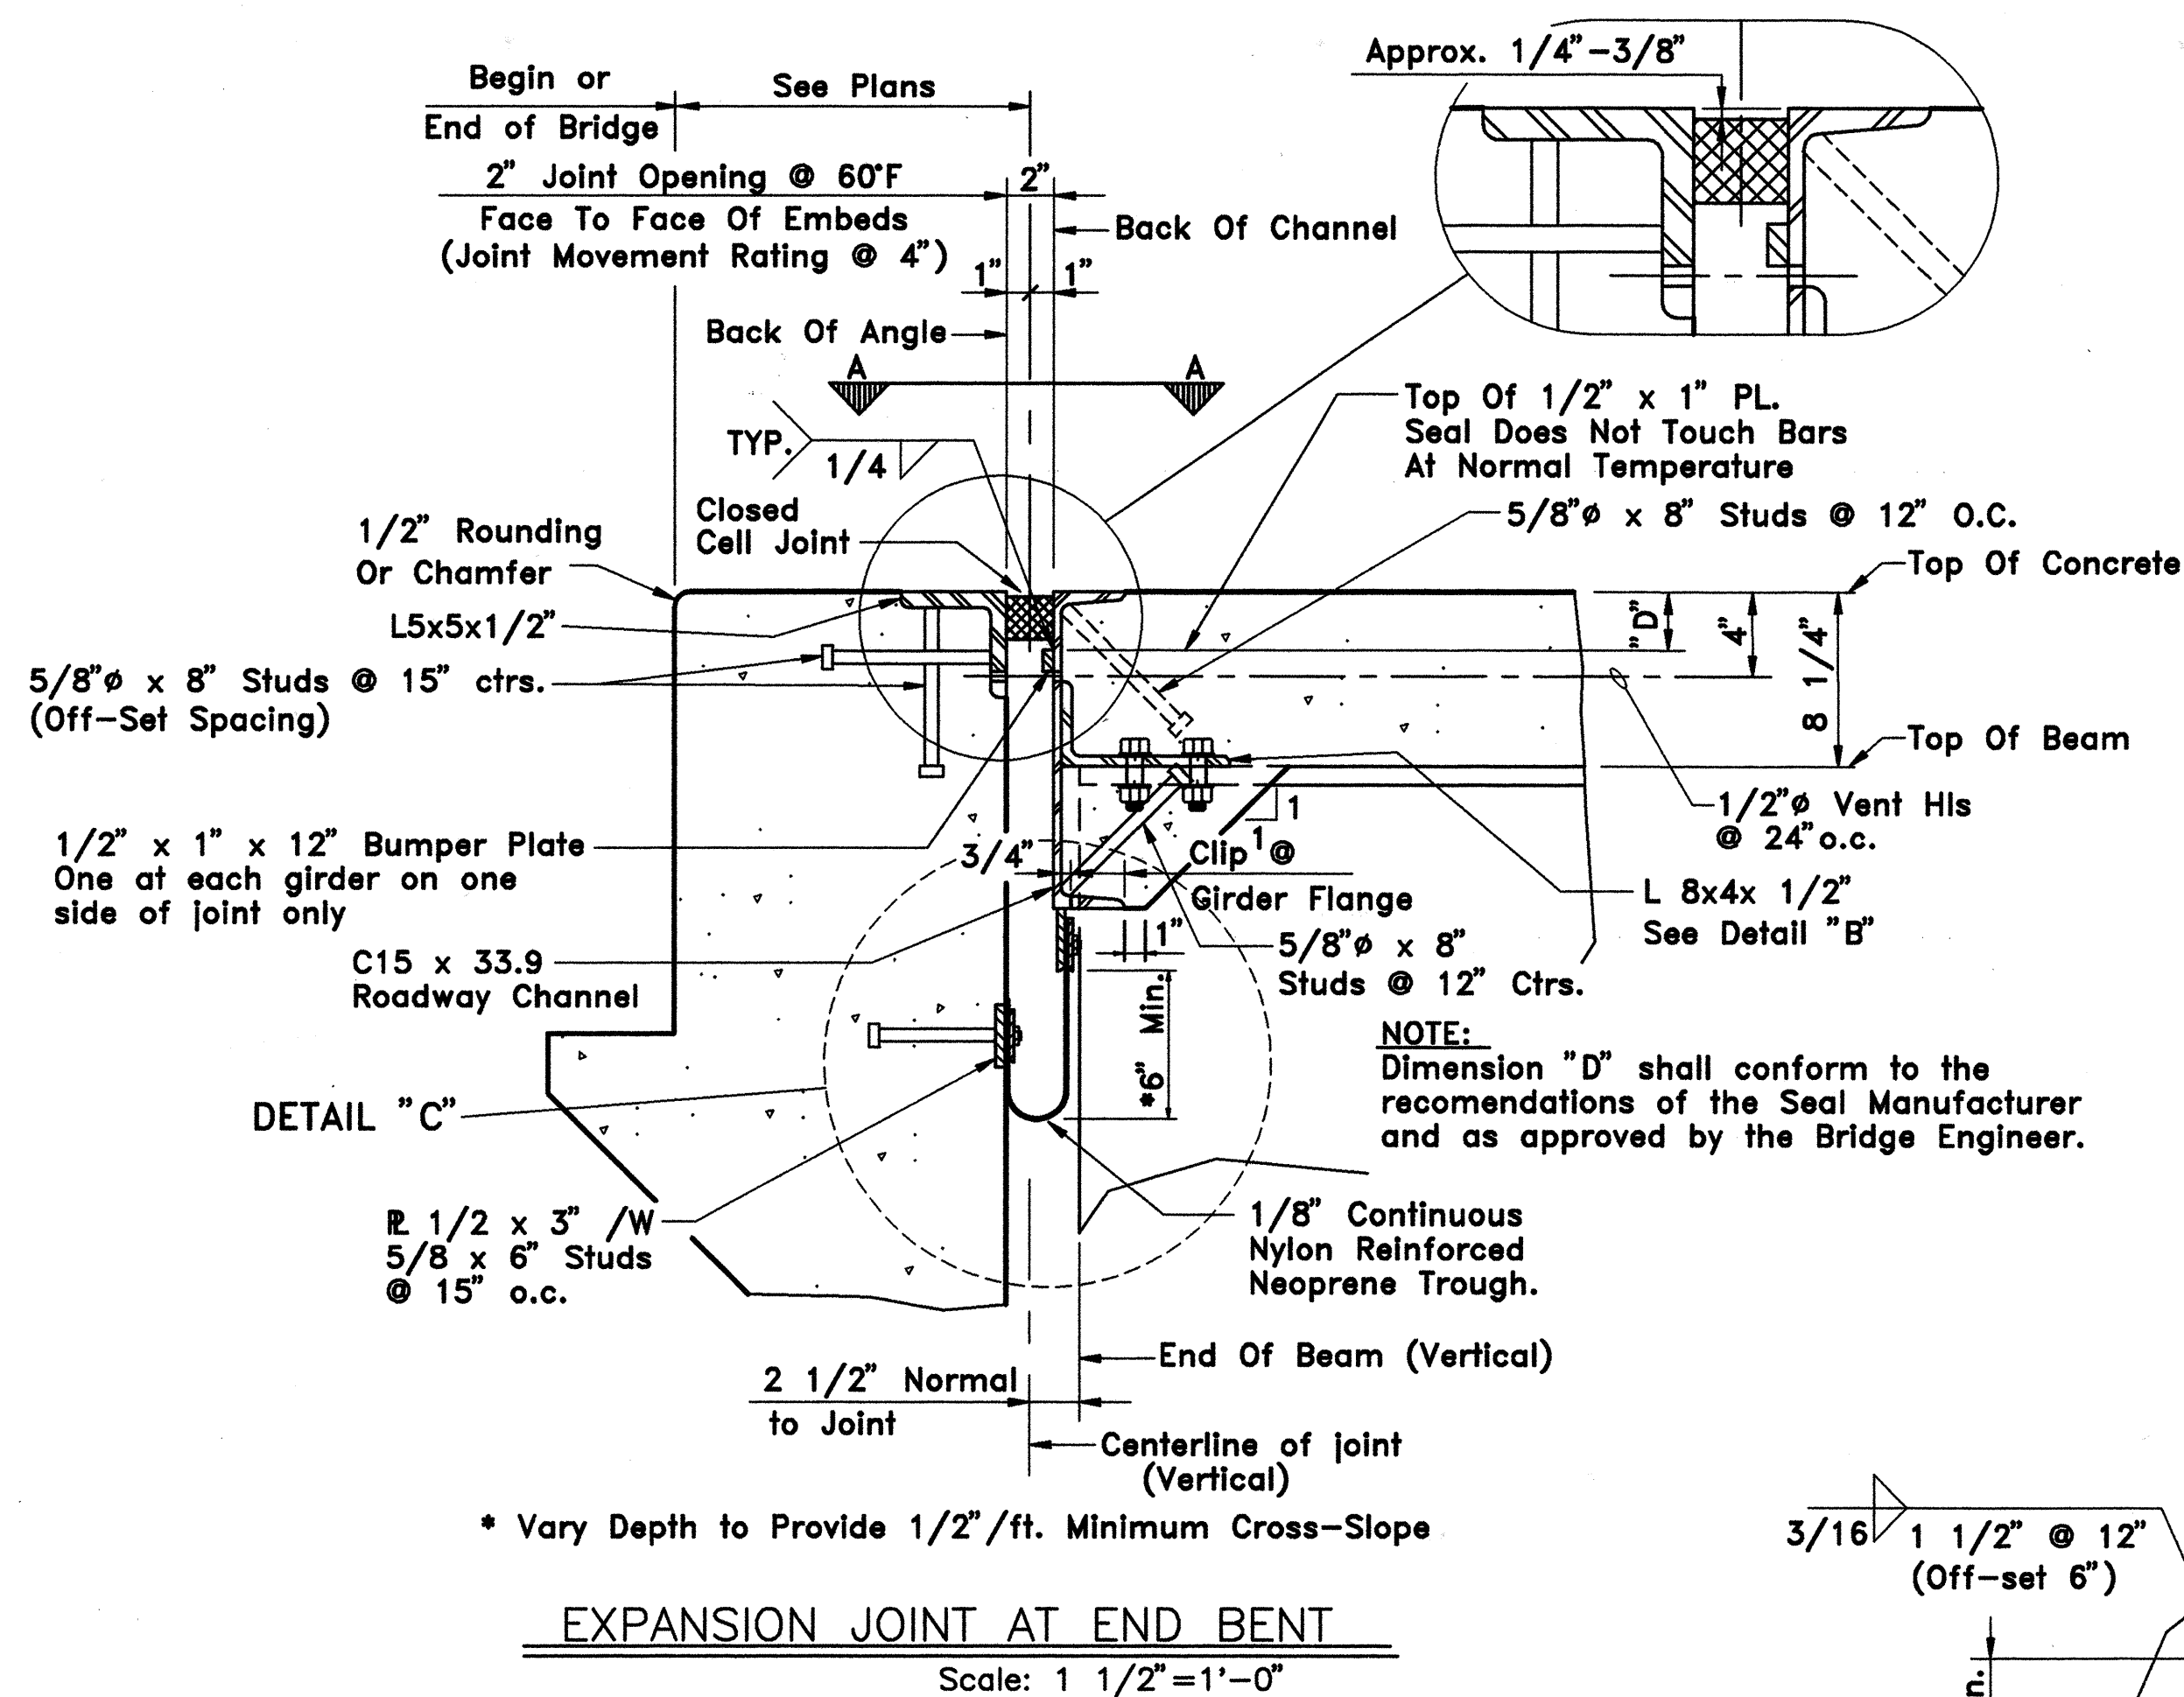 Approx. 1/4"-3/8"
Begin or
End of Bridge
See Plans
2" Joint Opening @ 60°F
Face To Face Of Embeds
(Joint Movement Rating @ 4")
2"
Back Of Channel
1"
1"
Back Of Angle
A
A
TYP.
1/4
Top Of 1/2" x 1" PL.
Seal Does Not Touch Bars
At Normal Temperature
Closed
Cell Joint
5/8"ø x 8" Studs @ 12" O.C.
1/2" Rounding
Or Chamfer
Top Of Concrete
L5x5x1/2"
"D"
4"
8 1/4"
5/8"ø x 8" Studs @ 15" ctrs.
(Off-Set Spacing)
Top Of Beam
1/2"ø Vent Hls
@ 24"o.c.
1
1
1/2" x 1" x 12" Bumper Plate
One at each girder on one
side of joint only
3/4"
Clip @
Girder Flange
L 8x4x 1/2"
See Detail "B"
1"
5/8"ø x 8"
Studs @ 12" Ctrs.
C15 x 33.9
Roadway Channel
*6" Min.
NOTE:
Dimension "D" shall conform to the
recomendations of the Seal Manufacturer
and as approved by the Bridge Engineer.
DETAIL "C"
℄ 1/2 x 3" /W
5/8 x 6" Studs
@ 15" o.c.
1/8" Continuous
Nylon Reinforced
Neoprene Trough.
End Of Beam (Vertical)
2 1/2" Normal
to Joint
Centerline of joint
(Vertical)
* Vary Depth to Provide 1/2"/ft. Minimum Cross-Slope
3/16
1 1/2" @ 12"
(Off-set 6")
EXPANSION JOINT AT END BENT
Scale: 1 1/2"=1'-0"
n.